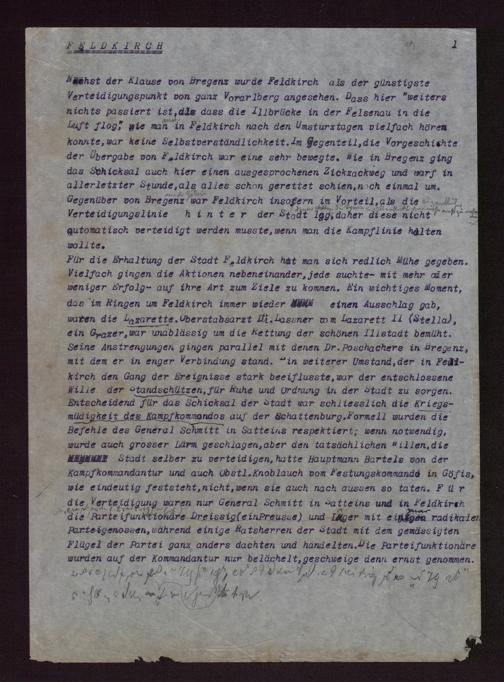 FELDKIRCH 1
Nächst der Klause von Bregenz wurde Feldkirch als der günstigste
Verteidigungspunkt von ganz Vorarlberg angesehen. Dass hier "weiters
nichts passiert ist, als dass die Illbrücke in der Felsenau in die
Luft flog", wie man in Feldkirch nach den Umsturztagen vielfach hören
konnte, war keine Selbstverständlichkeit. Im Gegenteil, die Vorgeschichte
der Übergabe von Feldkirch war eine sehr bewegte. Wie in Bregenz ging
das Schicksal auch hier einen ausgesprochenen Zickzackweg und warf in
allerletzter Stunde, als alles schon gerettet schien, noch einmal um.
Gegenüber von Bregenz war Feldkirch insofern im Vorteil, als die
Verteidigungslinie hinter der Stadt lag, daher diese nicht
automatisch verteidigt werden musste, wenn man die Kampflinie halten
wollte.
Für die Erhaltung der Stadt Feldkirch hat man sich redlich Mühe gegeben.
Vielfach gingen die Aktionen nebeneinander, jede suchte- mit mehr oder
weniger Erfolg- auf ihre Art zum Ziele zu kommen. Ein wichtiges Moment,
das im Ringen um Feldkirch immer wieder einen Ausschlag gab,
waren die Lazarette. Oberstabsarzt Di. Lassner vom Lazarett II (Stella),
ein Grazer, war unablässig um die Rettung der schönen Illstadt bemüht.
Seine Anstrengungen gingen parallel mit denen Dr. Poschachers in Bregenz,
mit dem er in enger Verbindung stand. Ein weiterer Umstand, der in Feld-
kirch den Gang der Ereignisse stark beeiflusste, war der entschlossene
Wille der Standschützen, für Ruhe und Ordnung in der Stadt zu sorgen.
Entscheidend für das Schicksal der Stadt war schliesslich die Kriegs-
müdigkeit des Kampfkommandos auf der Schattenburg. Formell wurden die
Befehle des General Schmitt in Satteins respektiert; wenn notwendig,
wurde auch grosser Lärm geschlagen, aber den tatsächlichen Willen, die
Stadt selber zu verteidigen, hatte Hauptmann Bartels von der
Kampfkommandantur und auch Obstl. Knoblauch vom Festungskommando in Göfis,
wie eindeutig feststeht, nicht, wenn sie auch nach aussen so taten. Für
die Verteidigung waren nur General Schmitt in Satteins und in Feldkirch
die Parteifunktionäre Dreissig (ein Preusse) und Jäger mit einigen radikalen
Parteigenossen, während einige Ratsherren der Stadt mit dem gemässigten
Flügel der Partei ganz anders dachten und handelten. Die Parteifunktionäre
wurden auf der Kommandantur nur belächelt, geschweige denn ernst genommen.